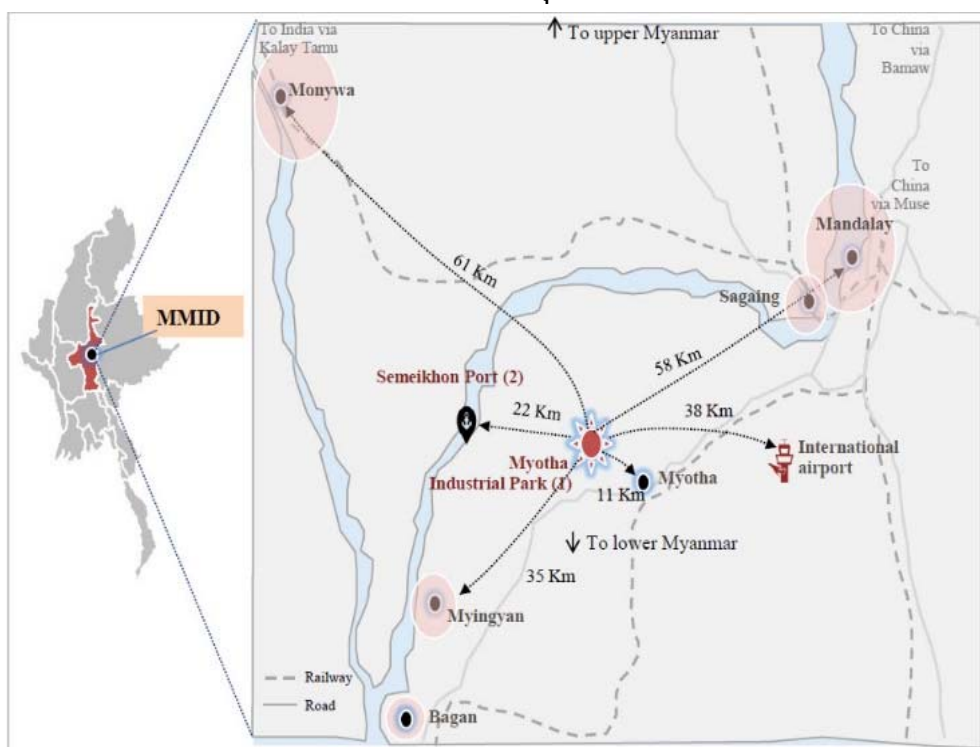 To India via
Kalay Tamu
To upper Myanmar
To China
via
Bamaw
Monywa
To
China
via Muse
Mandalay
61 Km
Sagaing
MMID
58 Km
Semeikhon Port (2)
22 Km
38 Km
International
airport
Myotha
Industrial Park (1)
Myotha
11 Km
To lower Myanmar
35 Km
Myingyan
Railway
Road
Bagan